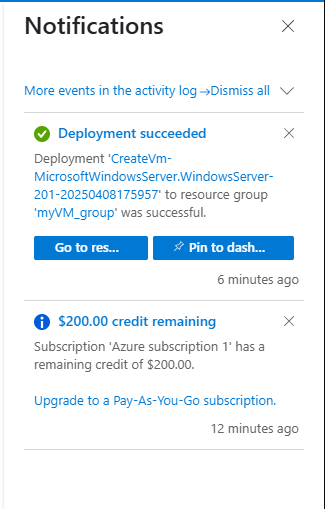 Notifications
More events in the activity log →Dismiss all
Deployment succeeded
Deployment 'CreateVm-
MicrosoftWindowsServer.WindowsServer-
201-20250408175957' to resource group
'myVM_group' was successful.
Go to res... Pin to dash...
6 minutes ago
$200.00 credit remaining
Subscription 'Azure subscription 1' has a
remaining credit of $200.00.
Upgrade to a Pay-As-You-Go subscription.
12 minutes ago